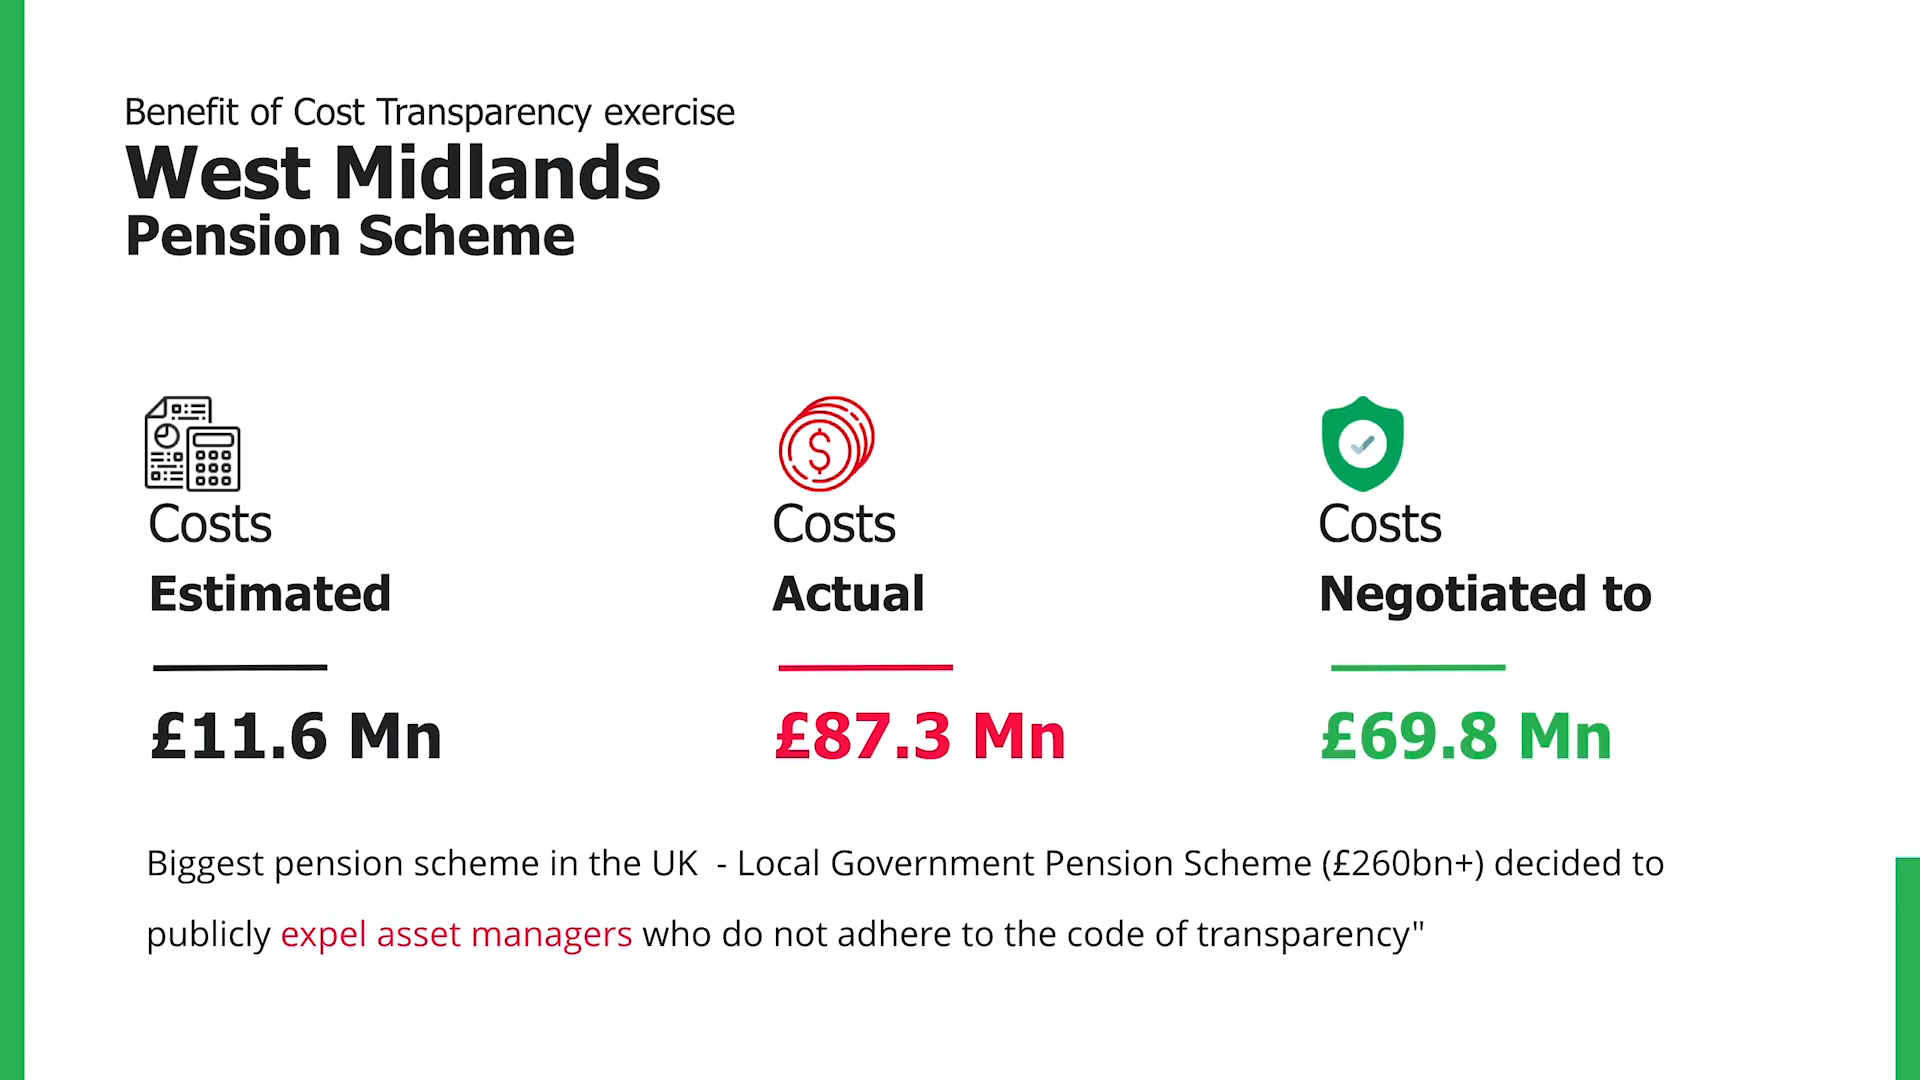 Benefit of Cost Transparency exercise
West Midlands
Pension Scheme
Costs
Estimated
£11.6 Mn
$
Costs
Actual
£87.3 Mn
Costs
Negotiated to
£69.8 Mn
Biggest pension scheme in the UK - Local Government Pension Scheme (£260bn+) decided to
publicly expel asset managers who do not adhere to the code of transparency"